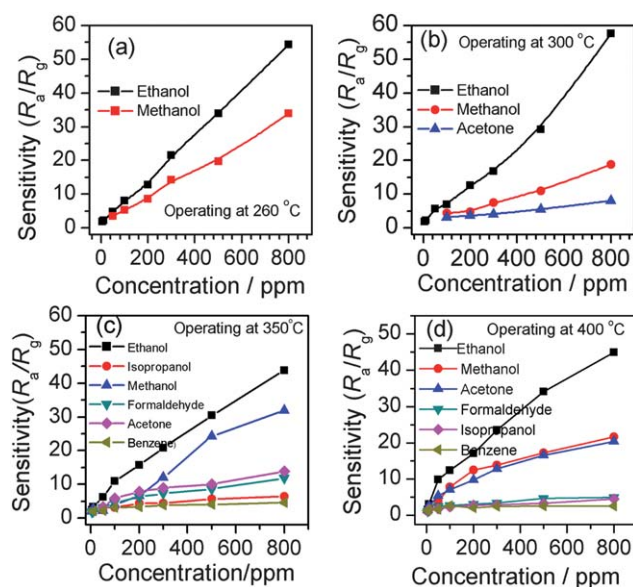 (a)
Sensitivity (Ra/Rg)
60
50
40
30
20
10
0
Ethanol
Methanol
Operating at 260 °C
0 200 400 600 800
Concentration / ppm
(b)
Operating at 300 °C
Sensitivity (Ra/Rg)
60
50
40
30
20
10
0
Ethanol
Methanol
Acetone
0 200 400 600 800
Concentration / ppm
(c)
Operating at 350°C
Sensitivity(Ra/Rg)
60
50
40
30
20
10
0
Ethanol
Isopropanol
Methanol
Formaldehyde
Acetone
Benzene)
0 200 400 600 800
Concentration/ppm
(d)
Operating at 400 °C
Sensitivity (Ra/Rg)
50
40
30
20
10
0
Ethanol
Methanol
Acetone
Formaldehyde
Isopropanol
Benzene
0 200 400 600 800
Concentration / ppm